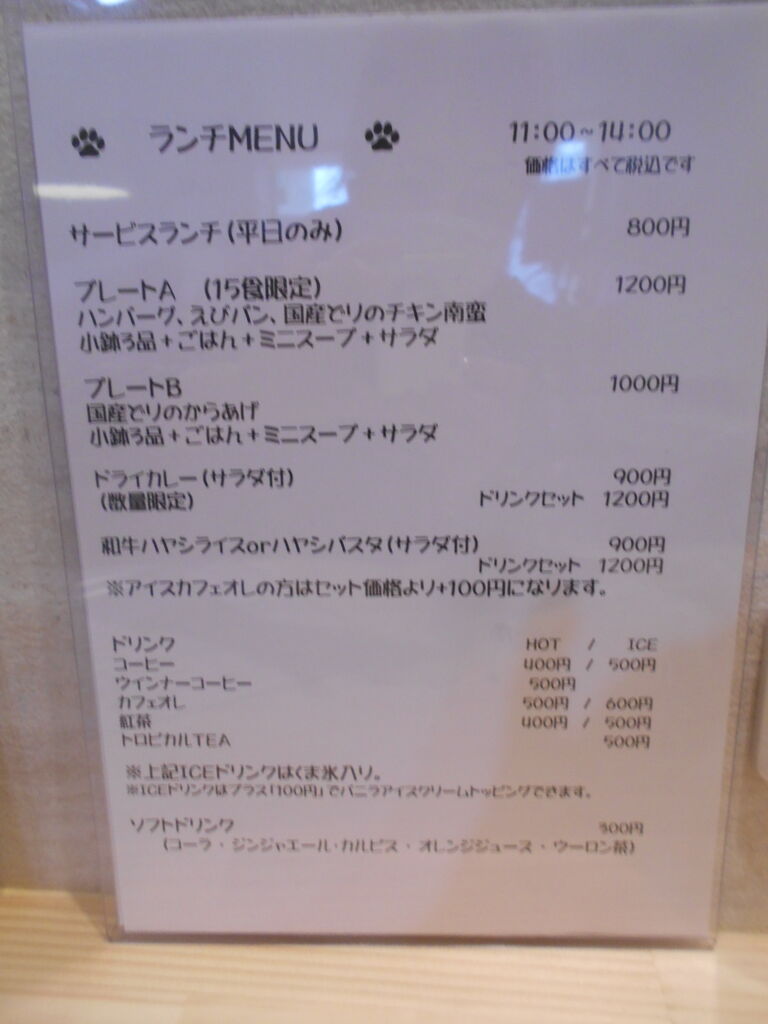 ランチMENU 11:00~14:00
価格はすべて税込です
サービスランチ(平日のみ) 800円
プレートA (15食限定) 1200円
ハンバーグ、えびパン、国産どりのチキン南蛮
小鉢3品+ごはん+ミニスープ+サラダ
プレートB 1000円
国産どりのからあげ
小鉢3品+ごはん+ミニスープ+サラダ
ドライカレー(サラダ付) 900円
(数量限定) ドリンクセット 1200円
和牛ハヤシライスorハヤシパスタ(サラダ付) 900円
ドリンクセット 1200円
※アイスカフェオレの方はセット価格より+100円になります。
ドリンク HOT / ICE
コーヒー 400円 / 500円
ウインナーコーヒー 500円
カフェオレ 500円 / 600円
紅茶 400円 / 500円
トロピカルTEA 500円
※上記ICEドリンクはくま氷入り。
※ICEドリンクはプラス「100円」でバニラアイスクリームトッピングできます。
ソフトドリンク 300円
(コーラ・ジンジャエール・カルピス・オレンジジュース・ウーロン茶)